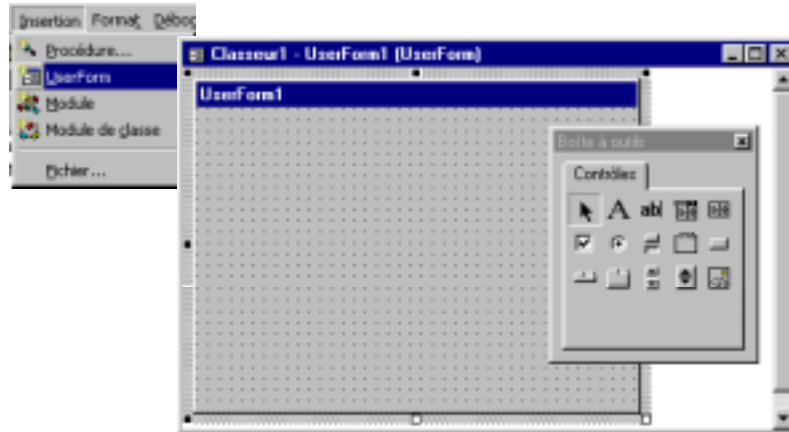 Insertion Format Débog
Procédure...
UserForm
Module
Module de classe
Fichier...
Classeur1 - UserForm1 (UserForm)
UserForm1
Boîte à outils
Contrôles
A abl